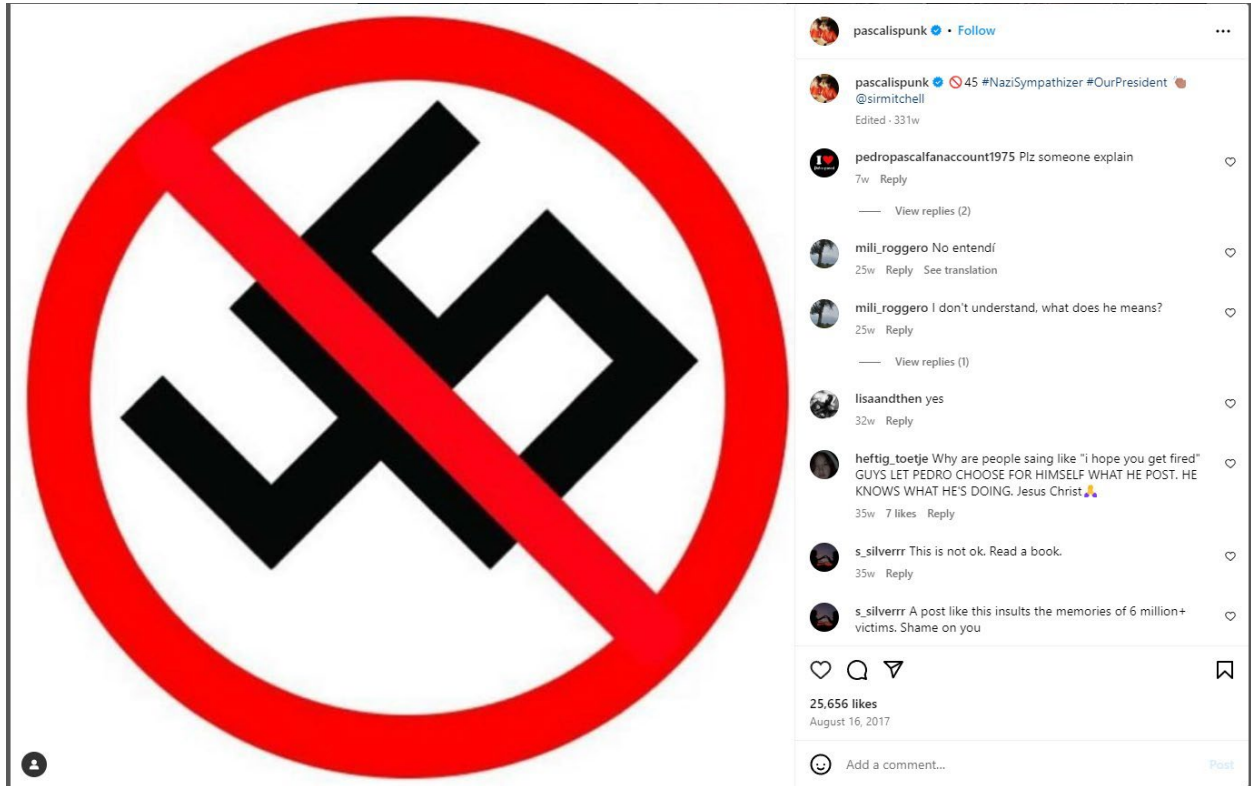 45
pascalispunk • Follow
pascalispunk 🚫45 #NaziSympathizer #OurPresident 👏🏽
@sirmitchell
Edited · 331w
pedropascalfanaccount1975 Plz someone explain
7w Reply
View replies (2)
mili_roggero No entendí
25w Reply See translation
mili_roggero I don't understand, what does he means?
25w Reply
View replies (1)
lisaandthen yes
32w Reply
heftig_toetje Why are people saing like "i hope you get fired"
GUYS LET PEDRO CHOOSE FOR HIMSELF WHAT HE POST. HE
KNOWS WHAT HE'S DOING. Jesus Christ🙏
35w 7 likes Reply
s_silverrr This is not ok. Read a book.
35w Reply
s_silverrr A post like this insults the memories of 6 million+
victims. Shame on you
25,656 likes
August 16, 2017
Add a comment...
Post